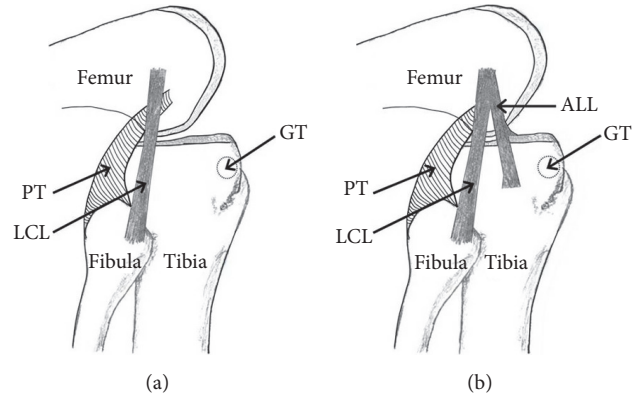 Femur
GT
PT
LCL
Fibula
Tibia
(a)
Femur
ALL
GT
PT
LCL
Fibula
Tibia
(b)